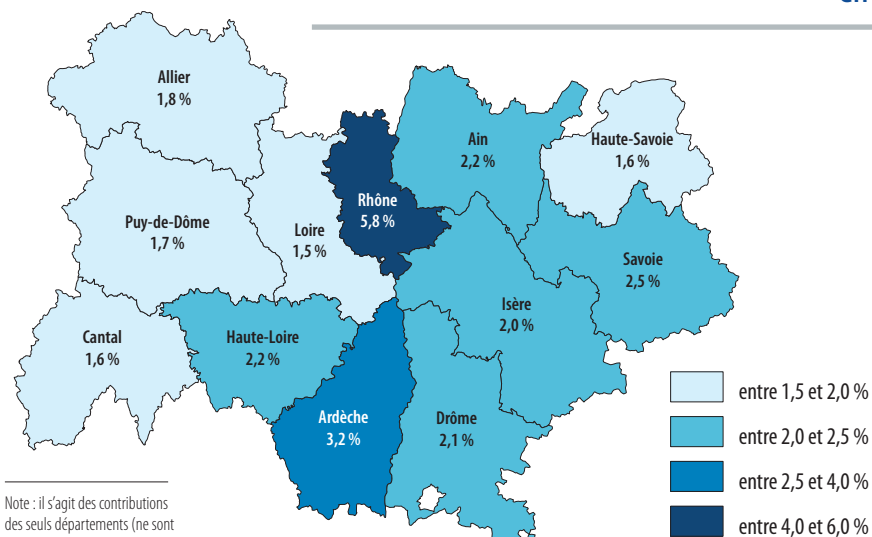 Allier
1,8 %
Ain
2,2 %
Haute-Savoie
1,6 %
Rhône
5,8 %
Puy-de-Dôme
1,7 %
Loire
1,5 %
Savoie
2,5 %
Isère
2,0 %
Cantal
1,6 %
Haute-Loire
2,2 %
Ardèche
3,2 %
Drôme
2,1 %
entre 1,5 et 2,0 %
entre 2,0 et 2,5 %
entre 2,5 et 4,0 %
entre 4,0 et 6,0 %
Note : il s’agit des contributions
des seuls départements (ne sont